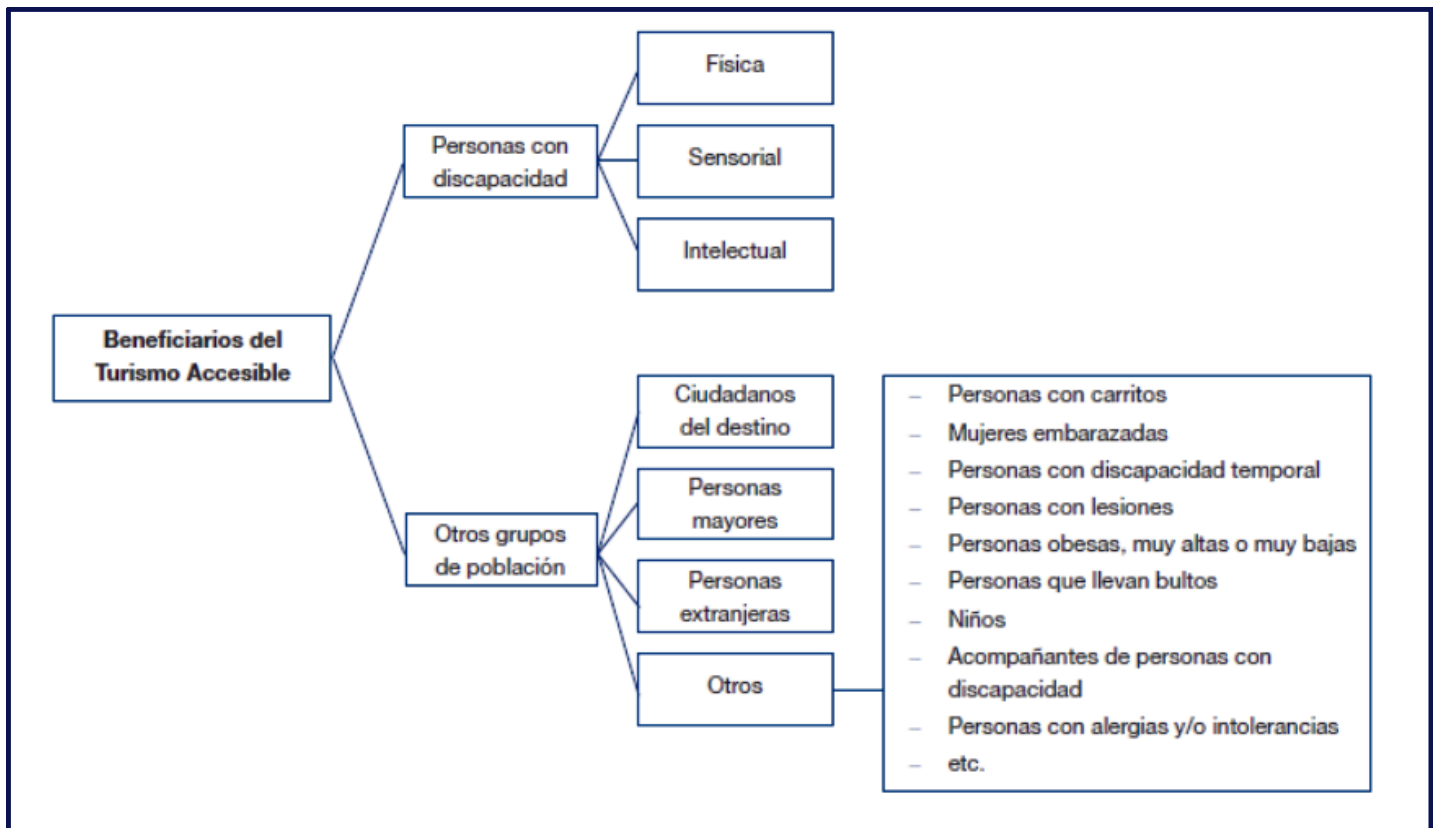 Física
Personas con
discapacidad
Sensorial
Intelectual
Beneficiarios del
Turismo Accesible
Ciudadanos
del destino
Personas
mayores
Otros grupos
de población
Personas
extranjeras
Otros
– Personas con carritos
– Mujeres embarazadas
– Personas con discapacidad temporal
– Personas con lesiones
– Personas obesas, muy altas o muy bajas
– Personas que llevan bultos
– Niños
– Acompañantes de personas con
discapacidad
– Personas con alergias y/o intolerancias
– etc.